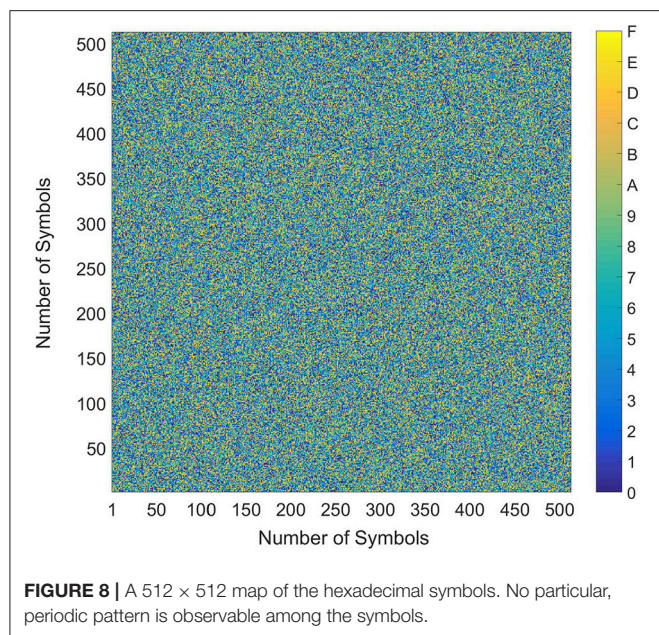 500
450
400
350
300
250
200
150
100
50
Number of Symbols
1 50 100 150 200 250 300 350 400 450 500
Number of Symbols
F
E
D
C
B
A
9
8
7
6
5
4
3
2
1
0
FIGURE 8 | A 512 × 512 map of the hexadecimal symbols. No particular,
periodic pattern is observable among the symbols.